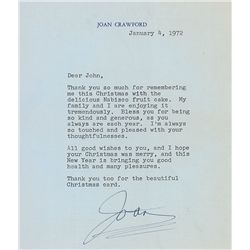 JOAN CRAWFORD
January 4, 1972
Dear John,
Thank you so much for remembering
me this Christmas with the
delicious Nabisco fruit cake. My
family and I are enjoying it
tremendously. Bless you for being
so kind and generous, as you
always are each year. I'm always
so touched and pleased with your
thoughtfulnesses.
All good wishes to you, and I hope
your Christmas was merry, and this
New Year is bringing you good
health and many pleasures.
Thank you too for the beautiful
Christmas card.
Joan